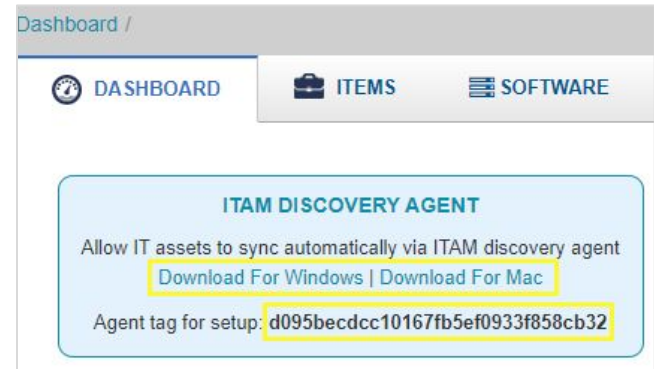 Dashboard /
DASHBOARD ITEMS SOFTWARE
ITAM DISCOVERY AGENT
Allow IT assets to sync automatically via ITAM discovery agent
Download For Windows | Download For Mac
Agent tag for setup: d095becdcc10167fb5ef0933f858cb32